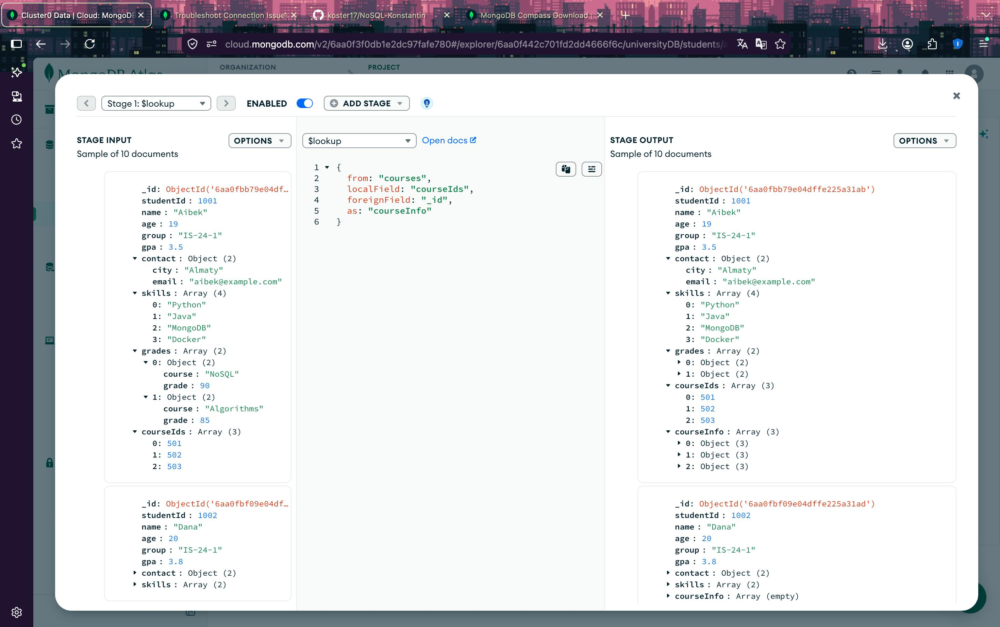 Cluster0 Data | Cloud: MongoDB
Troubleshoot Connection Issues
koster17/NoSQL-Konstantin
MongoDB Compass Download (
cloud.mongodb.com/v2/6aa0f3f0db1e2dc97fafe780#/explorer/6aa0f442c701fd2dd4666f6c/universityDB/students/a
MongoDB Atlas
ORGANIZATION
PROJECT
Stage 1: $lookup
ENABLED
ADD STAGE
STAGE INPUT
OPTIONS
Sample of 10 documents
_id: ObjectId('6aa0fbb79e04df…
studentId : 1001
name : "Aibek"
age : 19
group : "IS-24-1"
gpa : 3.5
contact : Object (2)
city : "Almaty"
email : "aibek@example.com"
skills : Array (4)
0: "Python"
1: "Java"
2: "MongoDB"
3: "Docker"
grades : Array (2)
0: Object (2)
course : "NoSQL"
grade : 90
1: Object (2)
course : "Algorithms"
grade : 85
courseIds : Array (3)
0: 501
1: 502
2: 503
_id: ObjectId('6aa0fbf09e04df…
studentId : 1002
name : "Dana"
age : 20
group : "IS-24-1"
gpa : 3.8
contact : Object (2)
skills : Array (2)
$lookup
Open docs
1 {
2 from: "courses",
3 localField: "courseIds",
4 foreignField: "_id",
5 as: "courseInfo"
6 }
STAGE OUTPUT
OPTIONS
Sample of 10 documents
_id: ObjectId('6aa0fbb79e04dffe225a31ab')
studentId : 1001
name : "Aibek"
age : 19
group : "IS-24-1"
gpa : 3.5
contact : Object (2)
city : "Almaty"
email : "aibek@example.com"
skills : Array (4)
0: "Python"
1: "Java"
2: "MongoDB"
3: "Docker"
grades : Array (2)
0: Object (2)
1: Object (2)
courseIds : Array (3)
0: 501
1: 502
2: 503
courseInfo : Array (3)
0: Object (3)
1: Object (3)
2: Object (3)
_id: ObjectId('6aa0fbf09e04dffe225a31ad')
studentId : 1002
name : "Dana"
age : 20
group : "IS-24-1"
gpa : 3.8
contact : Object (2)
skills : Array (2)
courseInfo : Array (empty)